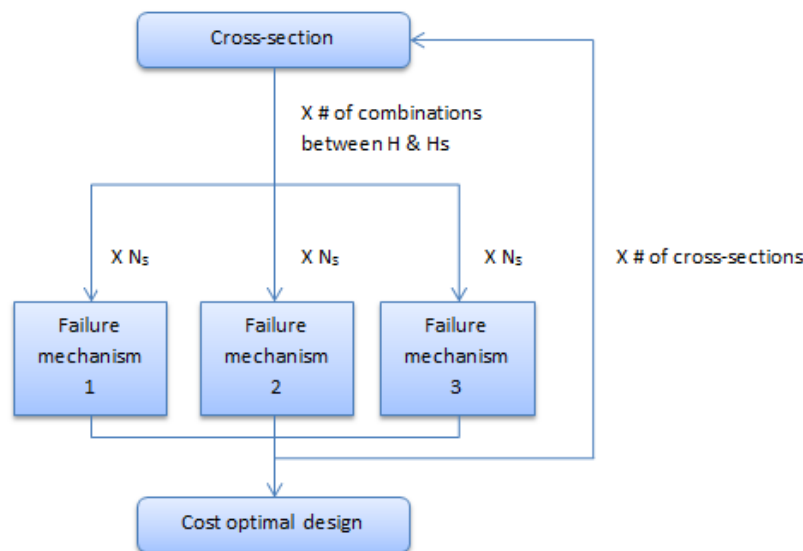 Cross-section
X # of combinations
between H & Hs
X Nₛ
X Nₛ
X Nₛ
X # of cross-sections
Failure
mechanism
1
Failure
mechanism
2
Failure
mechanism
3
Cost optimal design